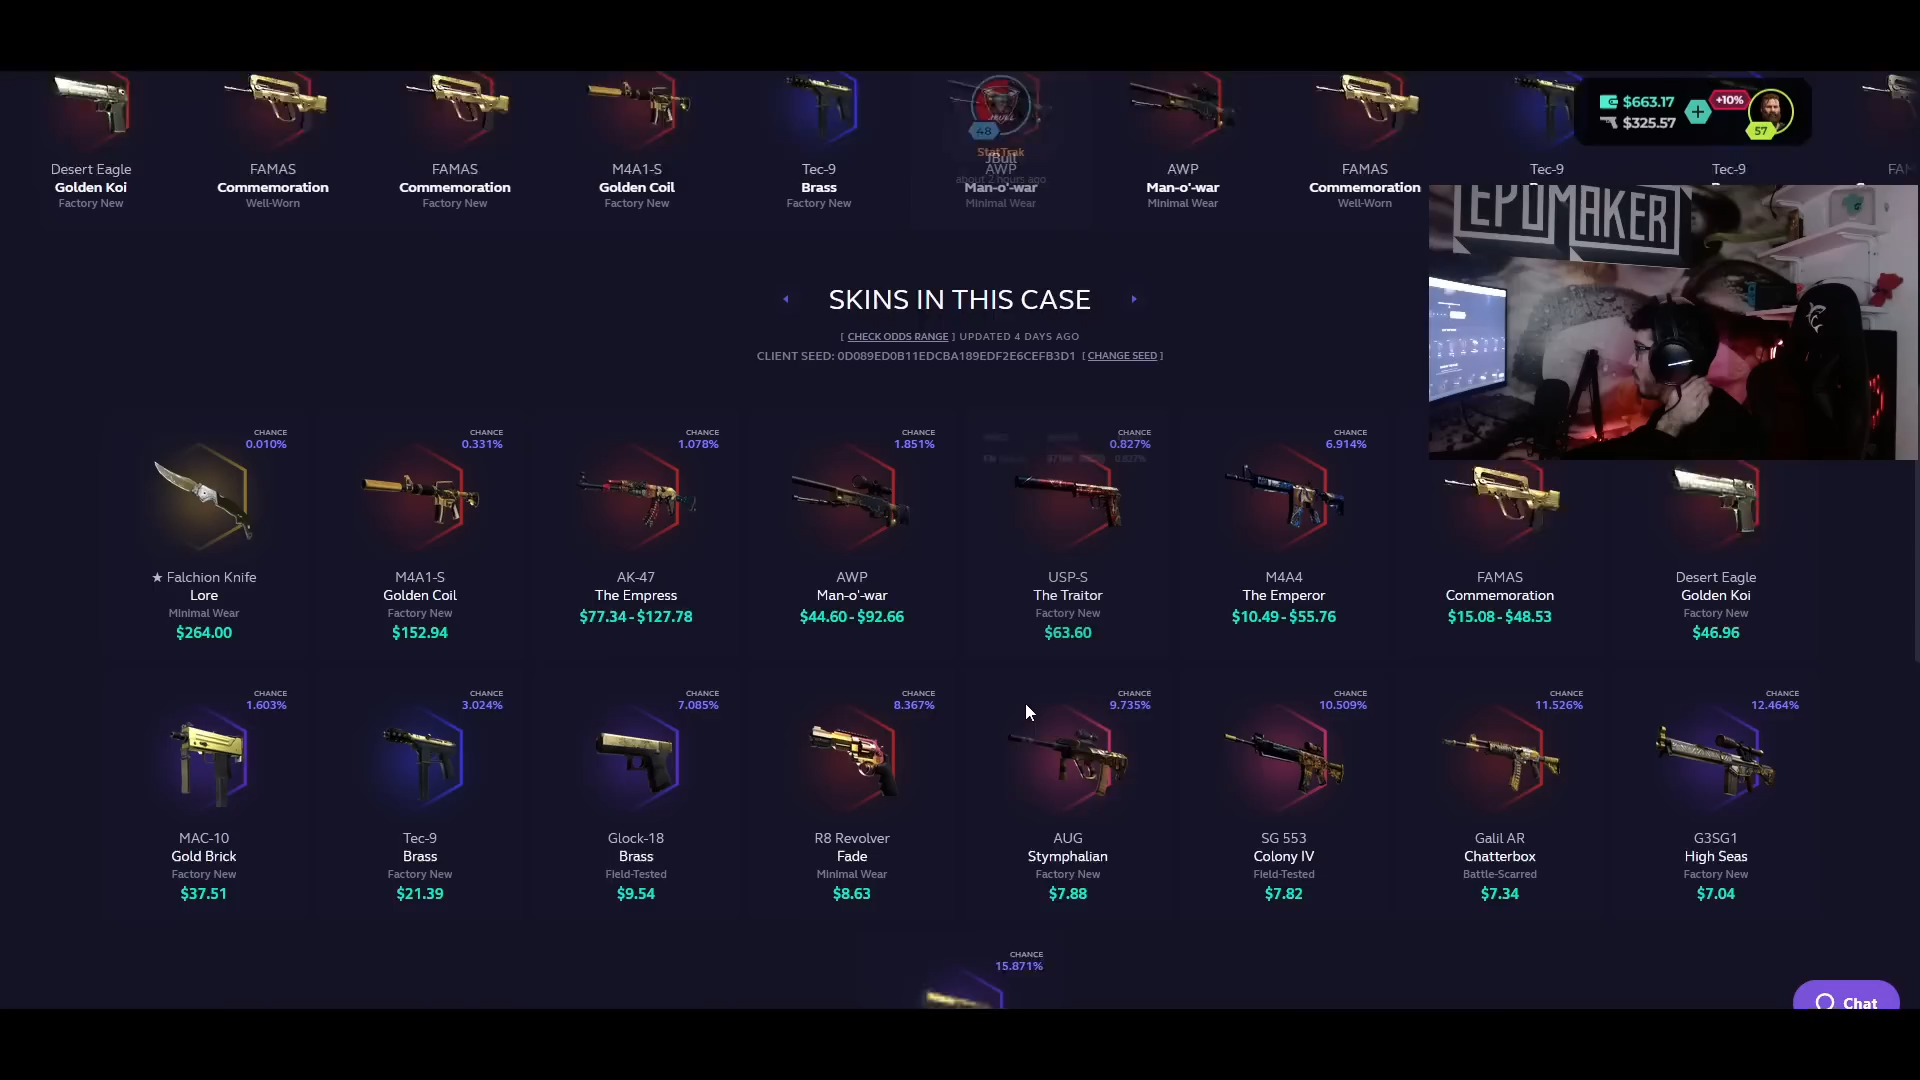 $663.17
+10%
$325.57
57
48
StatTrak
JBull
about 2 hours ago
Desert Eagle
Golden Koi
Factory New
FAMAS
Commemoration
Well-Worn
FAMAS
Commemoration
Factory New
M4A1-S
Golden Coil
Factory New
Tec-9
Brass
Factory New
AWP
Man-o'-war
Minimal Wear
AWP
Man-o'-war
Minimal Wear
FAMAS
Commemoration
Well-Worn
Tec-9
Tec-9
EPOMAKER
SKINS IN THIS CASE
[ CHECK ODDS RANGE ] UPDATED 4 DAYS AGO
CLIENT SEED: 0D089ED0B11EDCBA189EDF2E6CEFB3D1 [ CHANGE SEED ]
CHANCE
0.010%
★ Falchion Knife
Lore
Minimal Wear
$264.00
CHANCE
0.331%
M4A1-S
Golden Coil
Factory New
$152.94
CHANCE
1.078%
AK-47
The Empress
$77.34 - $127.78
CHANCE
1.851%
AWP
Man-o'-war
$44.60 - $92.66
CHANCE
0.827%
USP-S
The Traitor
Factory New
$63.60
CHANCE
6.914%
M4A4
The Emperor
$10.49 - $55.76
FAMAS
Commemoration
$15.08 - $48.53
Desert Eagle
Golden Koi
Factory New
$46.96
CHANCE
1.603%
MAC-10
Gold Brick
Factory New
$37.51
CHANCE
3.024%
Tec-9
Brass
Factory New
$21.39
CHANCE
7.085%
Glock-18
Brass
Field-Tested
$9.54
CHANCE
8.367%
R8 Revolver
Fade
Minimal Wear
$8.63
CHANCE
9.735%
AUG
Stymphalian
Factory New
$7.88
CHANCE
10.509%
SG 553
Colony IV
Field-Tested
$7.82
CHANCE
11.526%
Galil AR
Chatterbox
Battle-Scarred
$7.34
CHANCE
12.464%
G3SG1
High Seas
Factory New
$7.04
CHANCE
15.871%
Chat